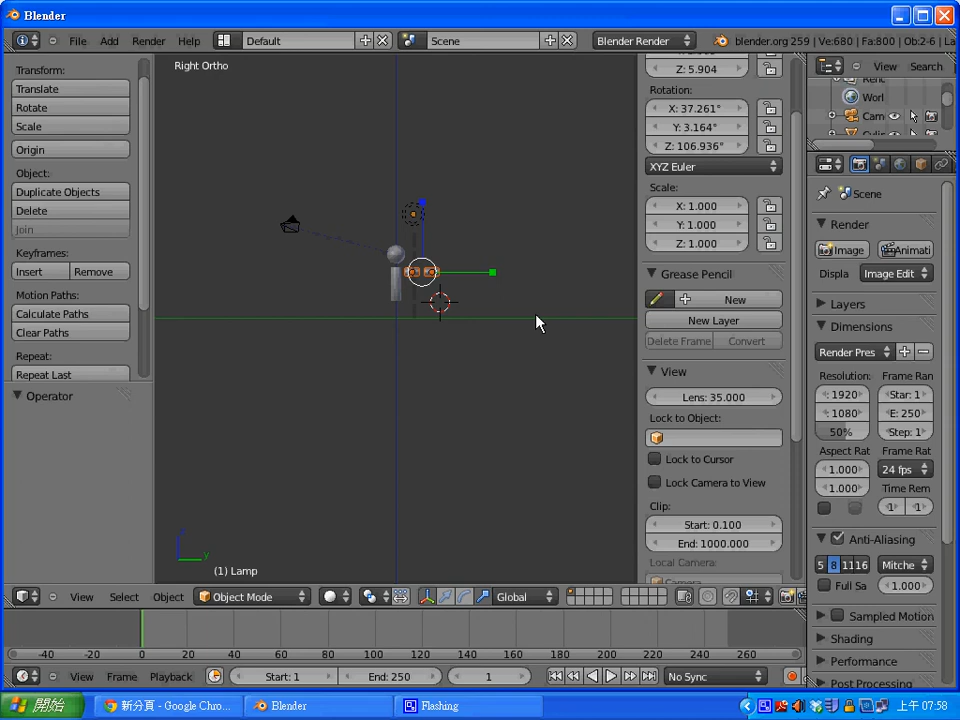 Blender
File Add Render Help Default Scene Blender Render blender.org 259 | Ve:680 | Fa:800 | Ob:2-6 | La
Right Ortho
Transform:
Translate
Rotate
Scale
Origin
Object:
Duplicate Objects
Delete
Join
Keyframes:
Insert Remove
Motion Paths:
Calculate Paths
Clear Paths
Repeat:
Repeat Last
Operator
(1) Lamp
z
y
Z: 5.904
Rotation:
X: 37.261°
Y: 3.164°
Z: 106.936°
XYZ Euler
Scale:
X: 1.000
Y: 1.000
Z: 1.000
Grease Pencil
New
New Layer
Delete Frame Convert
View
Lens: 35.000
Lock to Object:
Lock to Cursor
Lock Camera to View
Clip:
Start: 0.100
End: 1000.000
Local Camera:
View Search
Worl
Cam
Scene
Render
Image Animati
Displa Image Edit
Layers
Dimensions
Render Pres
Resolution: Frame Ran
: 1920 Star: 1
: 1080 E: 250
50% Step: 1
Aspect Rat Frame Rat
1.000 24 fps
1.000 Time Rem
1 1
Anti-Aliasing
5 8 11 16 Mitche
Full Sa 1.000
Sampled Motion
Shading
Performance
Post Processing
View Select Object Object Mode Global
-40 -20 0 20 40 60 80 100 120 140 160 180 200 220 240 260
View Frame Playback Start: 1 End: 250 1 No Sync
開始 新分頁 - Google Chro... Blender Flashing 上午 07:58